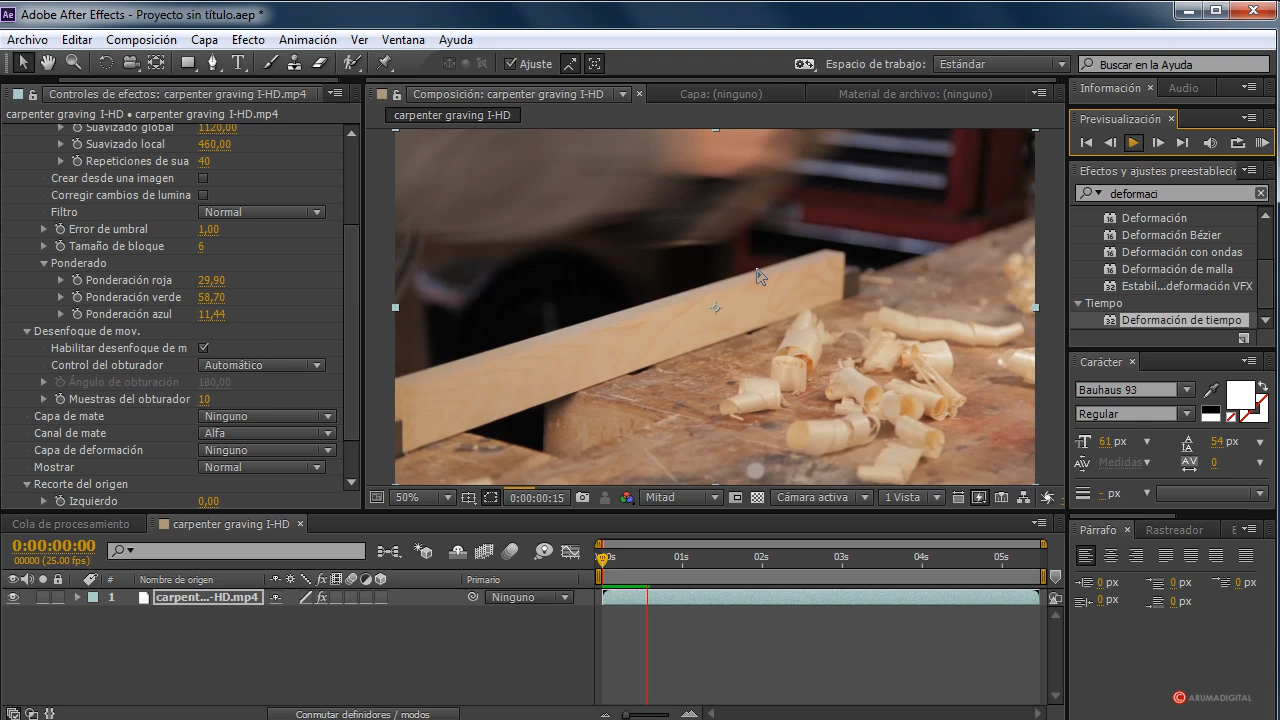 Adobe After Effects - Proyecto sin título.aep *
Archivo Editar Composición Capa Efecto Animación Ver Ventana Ayuda
Ajuste
Espacio de trabajo: Estándar
Buscar en la Ayuda
Controles de efectos: carpenter graving I-HD.mp4
carpenter graving I-HD • carpenter graving I-HD.mp4
Suavizado global 1120,00
Suavizado local 460,00
Repeticiones de sua 40
Crear desde una imagen
Corregir cambios de lumina
Filtro Normal
Error de umbral 1,00
Tamaño de bloque 6
Ponderado
Ponderación roja 29,90
Ponderación verde 58,70
Ponderación azul 11,44
Desenfoque de mov.
Habilitar desenfoque de m
Control del obturador Automático
Ángulo de obturación 180,00
Muestras del obturador 10
Capa de mate Ninguno
Canal de mate Alfa
Capa de deformación Ninguno
Mostrar Normal
Recorte del origen
Izquierdo 0,00
Composición: carpenter graving I-HD
Capa: (ninguno)
Material de archivo: (ninguno)
carpenter graving I-HD
50% 0:00:00:15 Mitad Cámara activa 1 Vista
Información Audio
Previsualización
Efectos y ajustes preestableci
deformaci
Deformación
Deformación Bézier
Deformación con ondas
Deformación de malla
Estabil...deformación VFX
Tiempo
Deformación de tiempo
Carácter
Bauhaus 93
Regular
61 px 54 px
Medidas 0
- px
Cola de procesamiento
carpenter graving I-HD
0:00:00:00
00000 (25.00 fps)
# Nombre de origen Primario
1 carpent...-HD.mp4 Ninguno
00s 01s 02s 03s 04s 05s
Conmutar definidores / modos
Párrafo Rastreador E
0 px 0 px 0 px
0 px 0 px
© ARUMADIGITAL